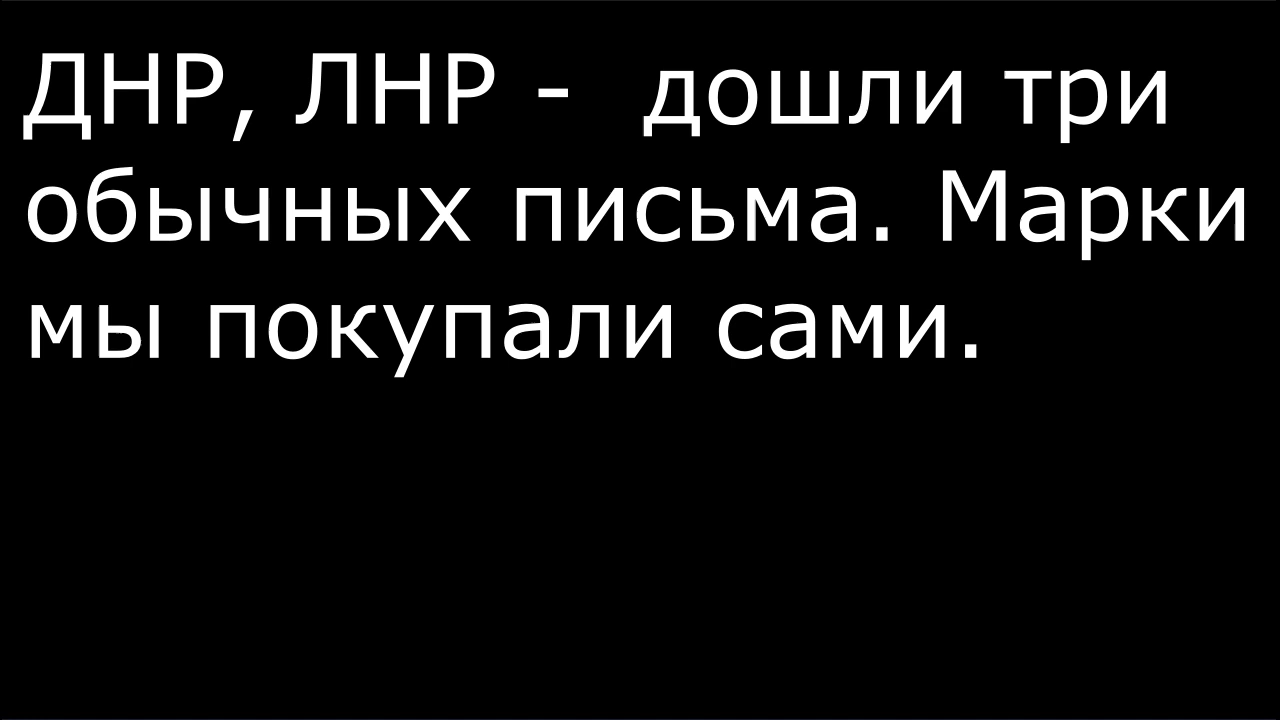 ДНР, ЛНР -  дошли три
обычных письма. Марки
мы покупали сами.